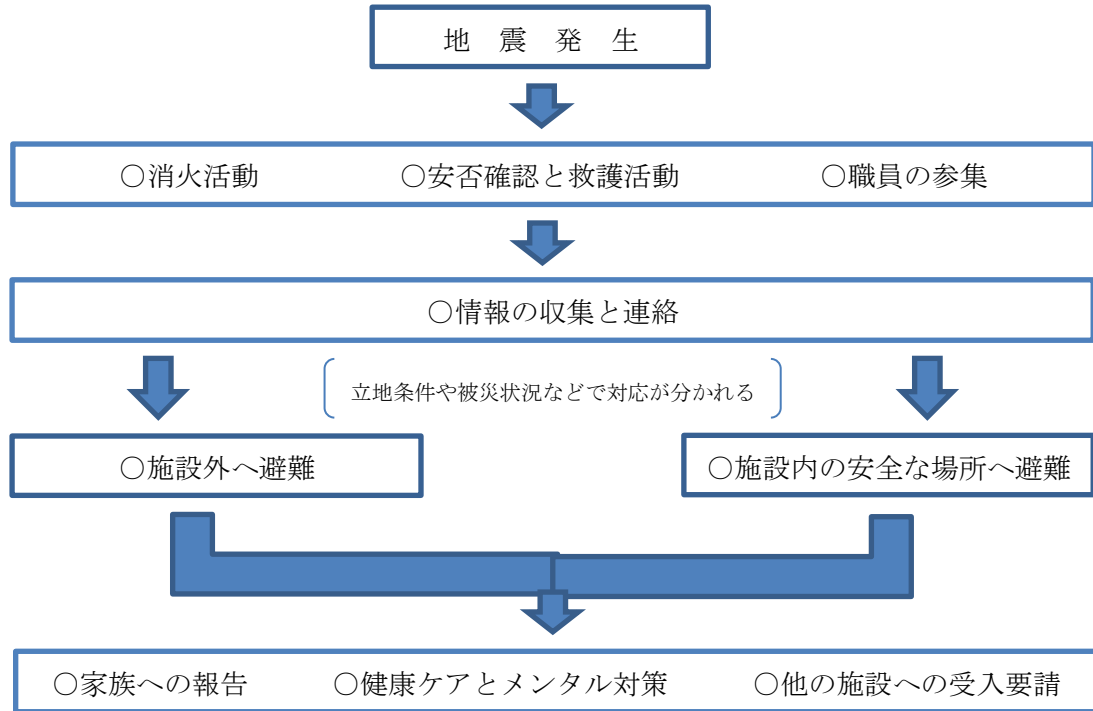 地　震　発　生
○消火活動　○安否確認と救護活動　○職員の参集
○情報の収集と連絡
立地条件や被災状況などで対応が分かれる
○施設外へ避難　○施設内の安全な場所へ避難
○家族への報告　○健康ケアとメンタル対策　○他の施設への受入要請